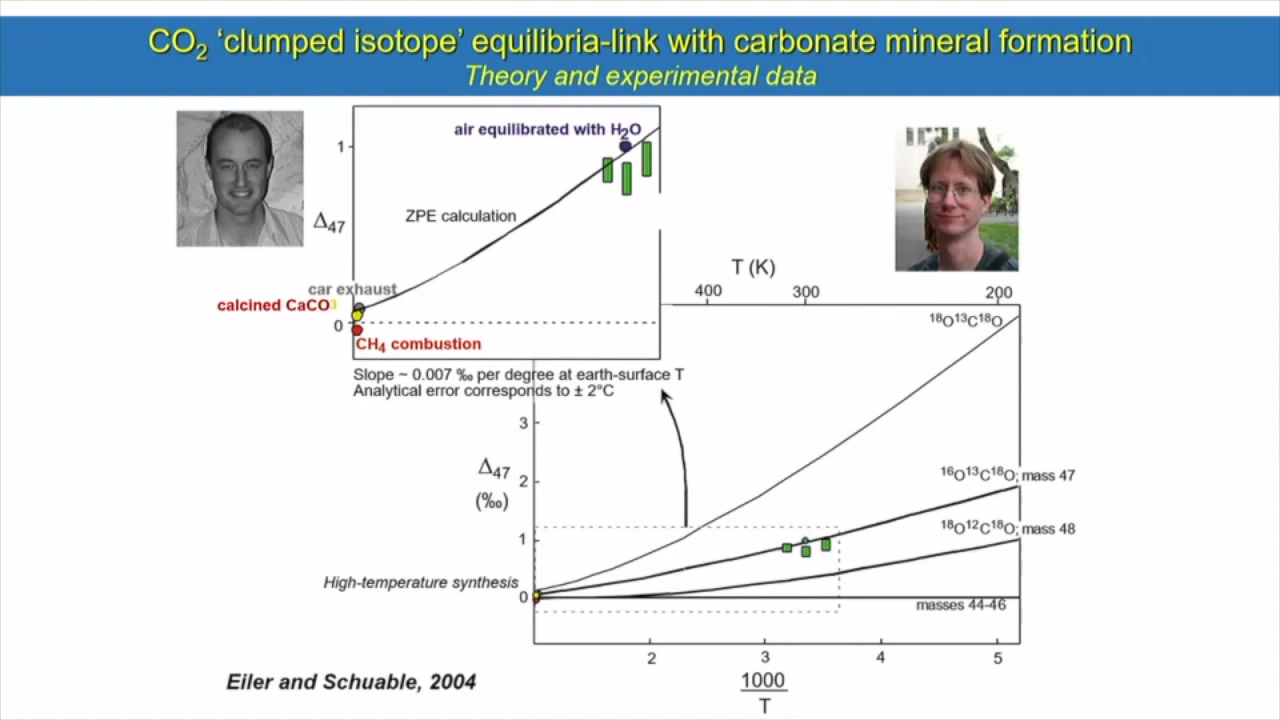 CO₂ ‘clumped isotope’ equilibria-link with carbonate mineral formation
Theory and experimental data
air equilibrated with H₂O
1
ZPE calculation
Δ₄₇
car exhaust
calcined CaCO₃
0
CH₄ combustion
Slope ~ 0.007 ‰ per degree at earth-surface T
Analytical error corresponds to ± 2°C
T (K)
400 300 200
¹⁸O¹³C¹⁸O
3
Δ₄₇
(‰)
2
¹⁶O¹³C¹⁸O; mass 47
¹⁸O¹²C¹⁸O; mass 48
1
High-temperature synthesis
0
masses 44-46
2 3 4 5
1000
T
Eiler and Schuable, 2004